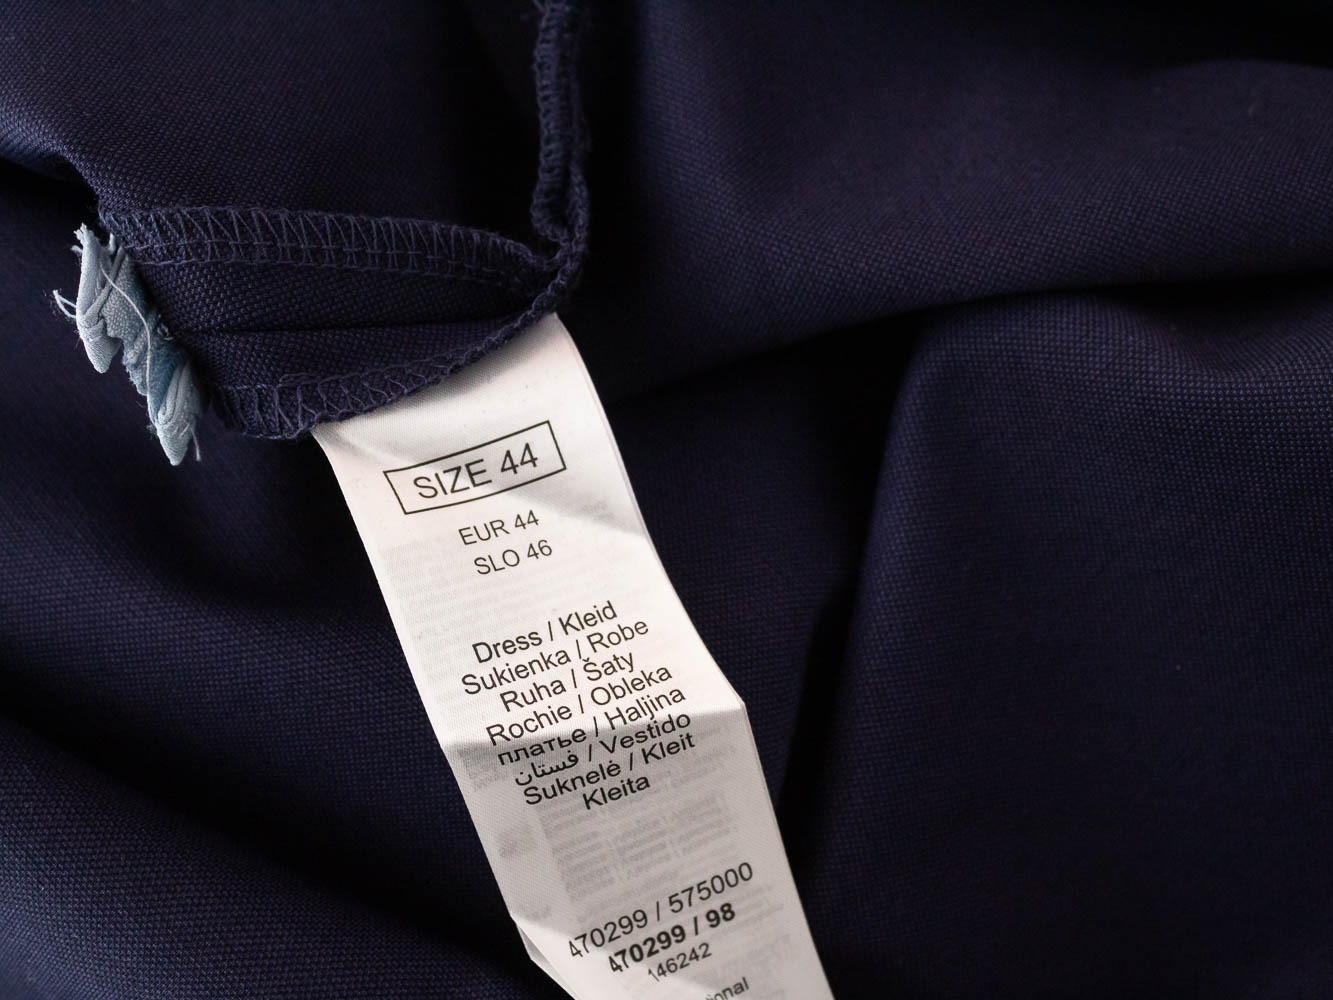 SIZE 44
EUR 44
SLO 46
Dress / Kleid
Sukienka / Robe
Ruha / Šaty
Rochie / Obleka
платье / Haljina
فستان / Vestido
Suknelė / Kleit
Kleita
470299 / 575000
470299 / 98
146242